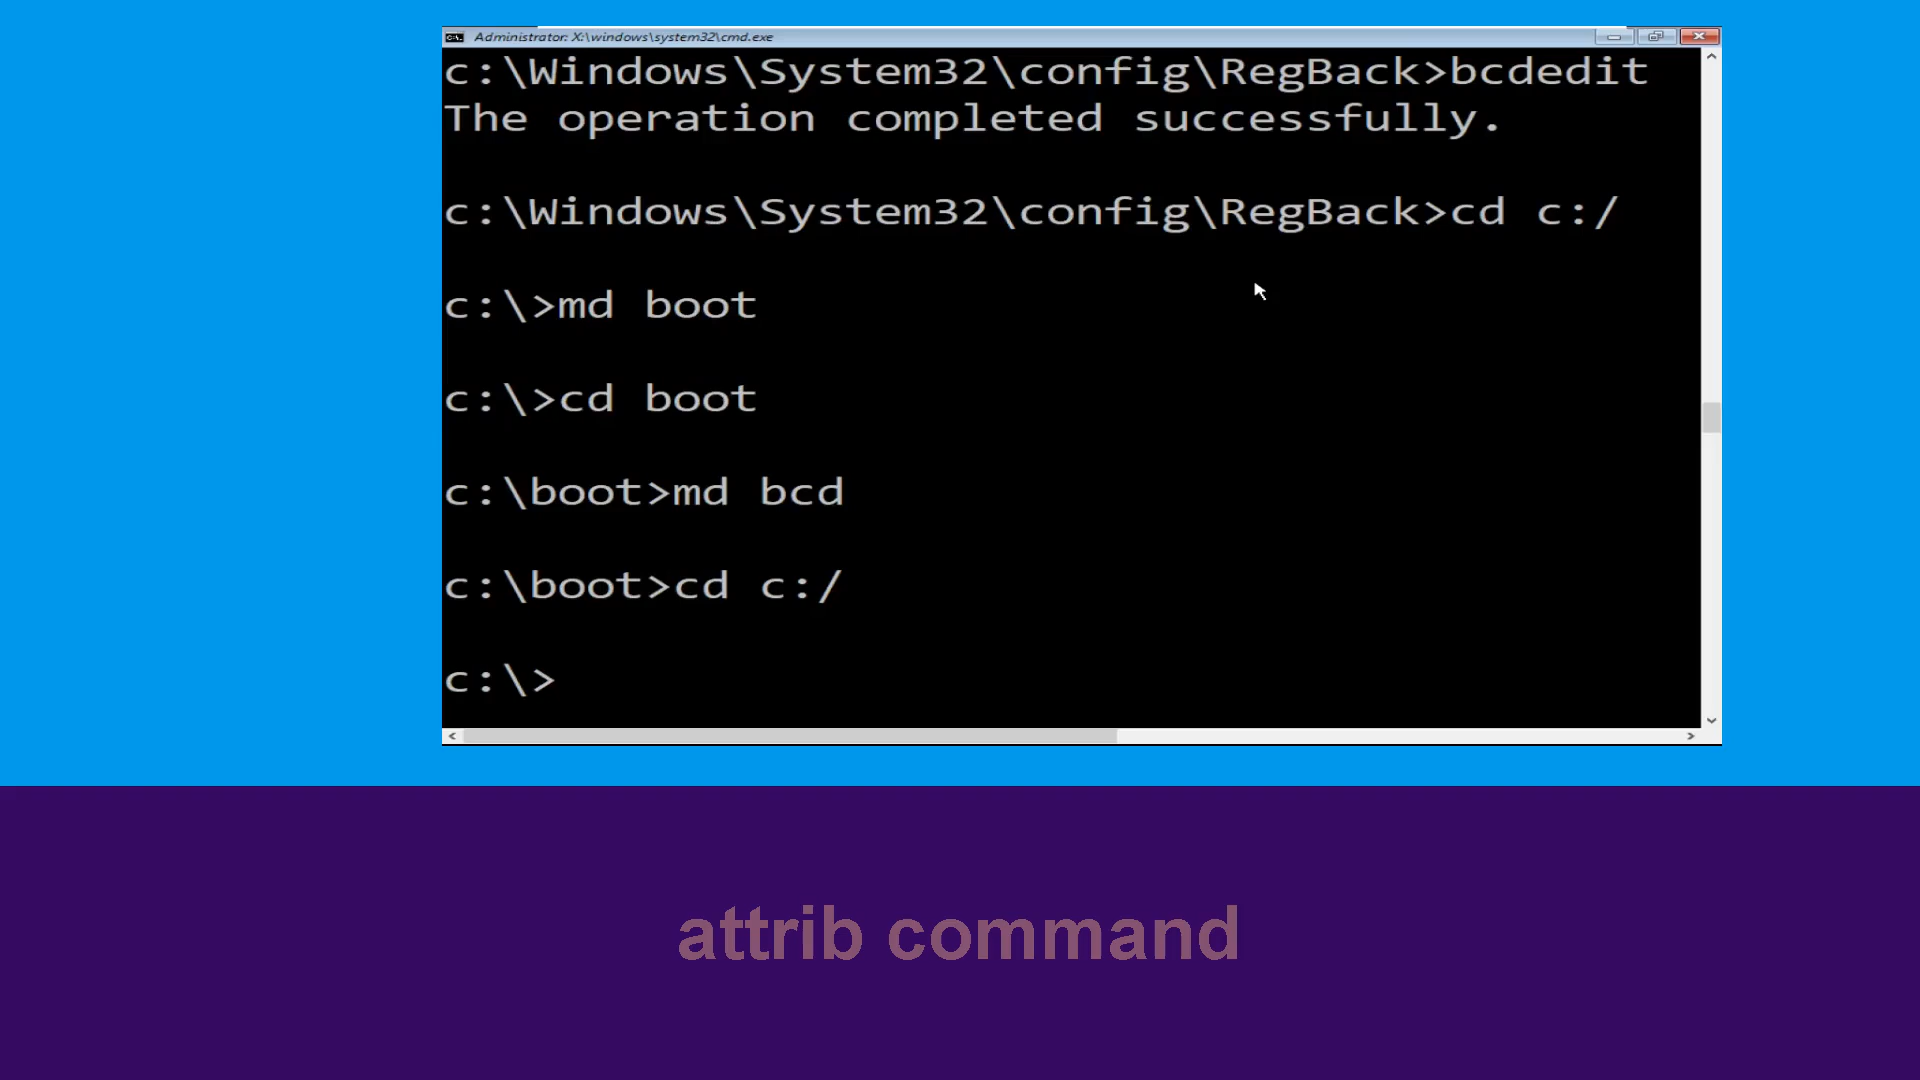 Administrator: X:\windows\system32\cmd.exe
c:\Windows\System32\config\RegBack>bcdedit
The operation completed successfully.
c:\Windows\System32\config\RegBack>cd c:/
c:\>md boot
c:\>cd boot
c:\boot>md bcd
c:\boot>cd c:/
c:\>
attrib command